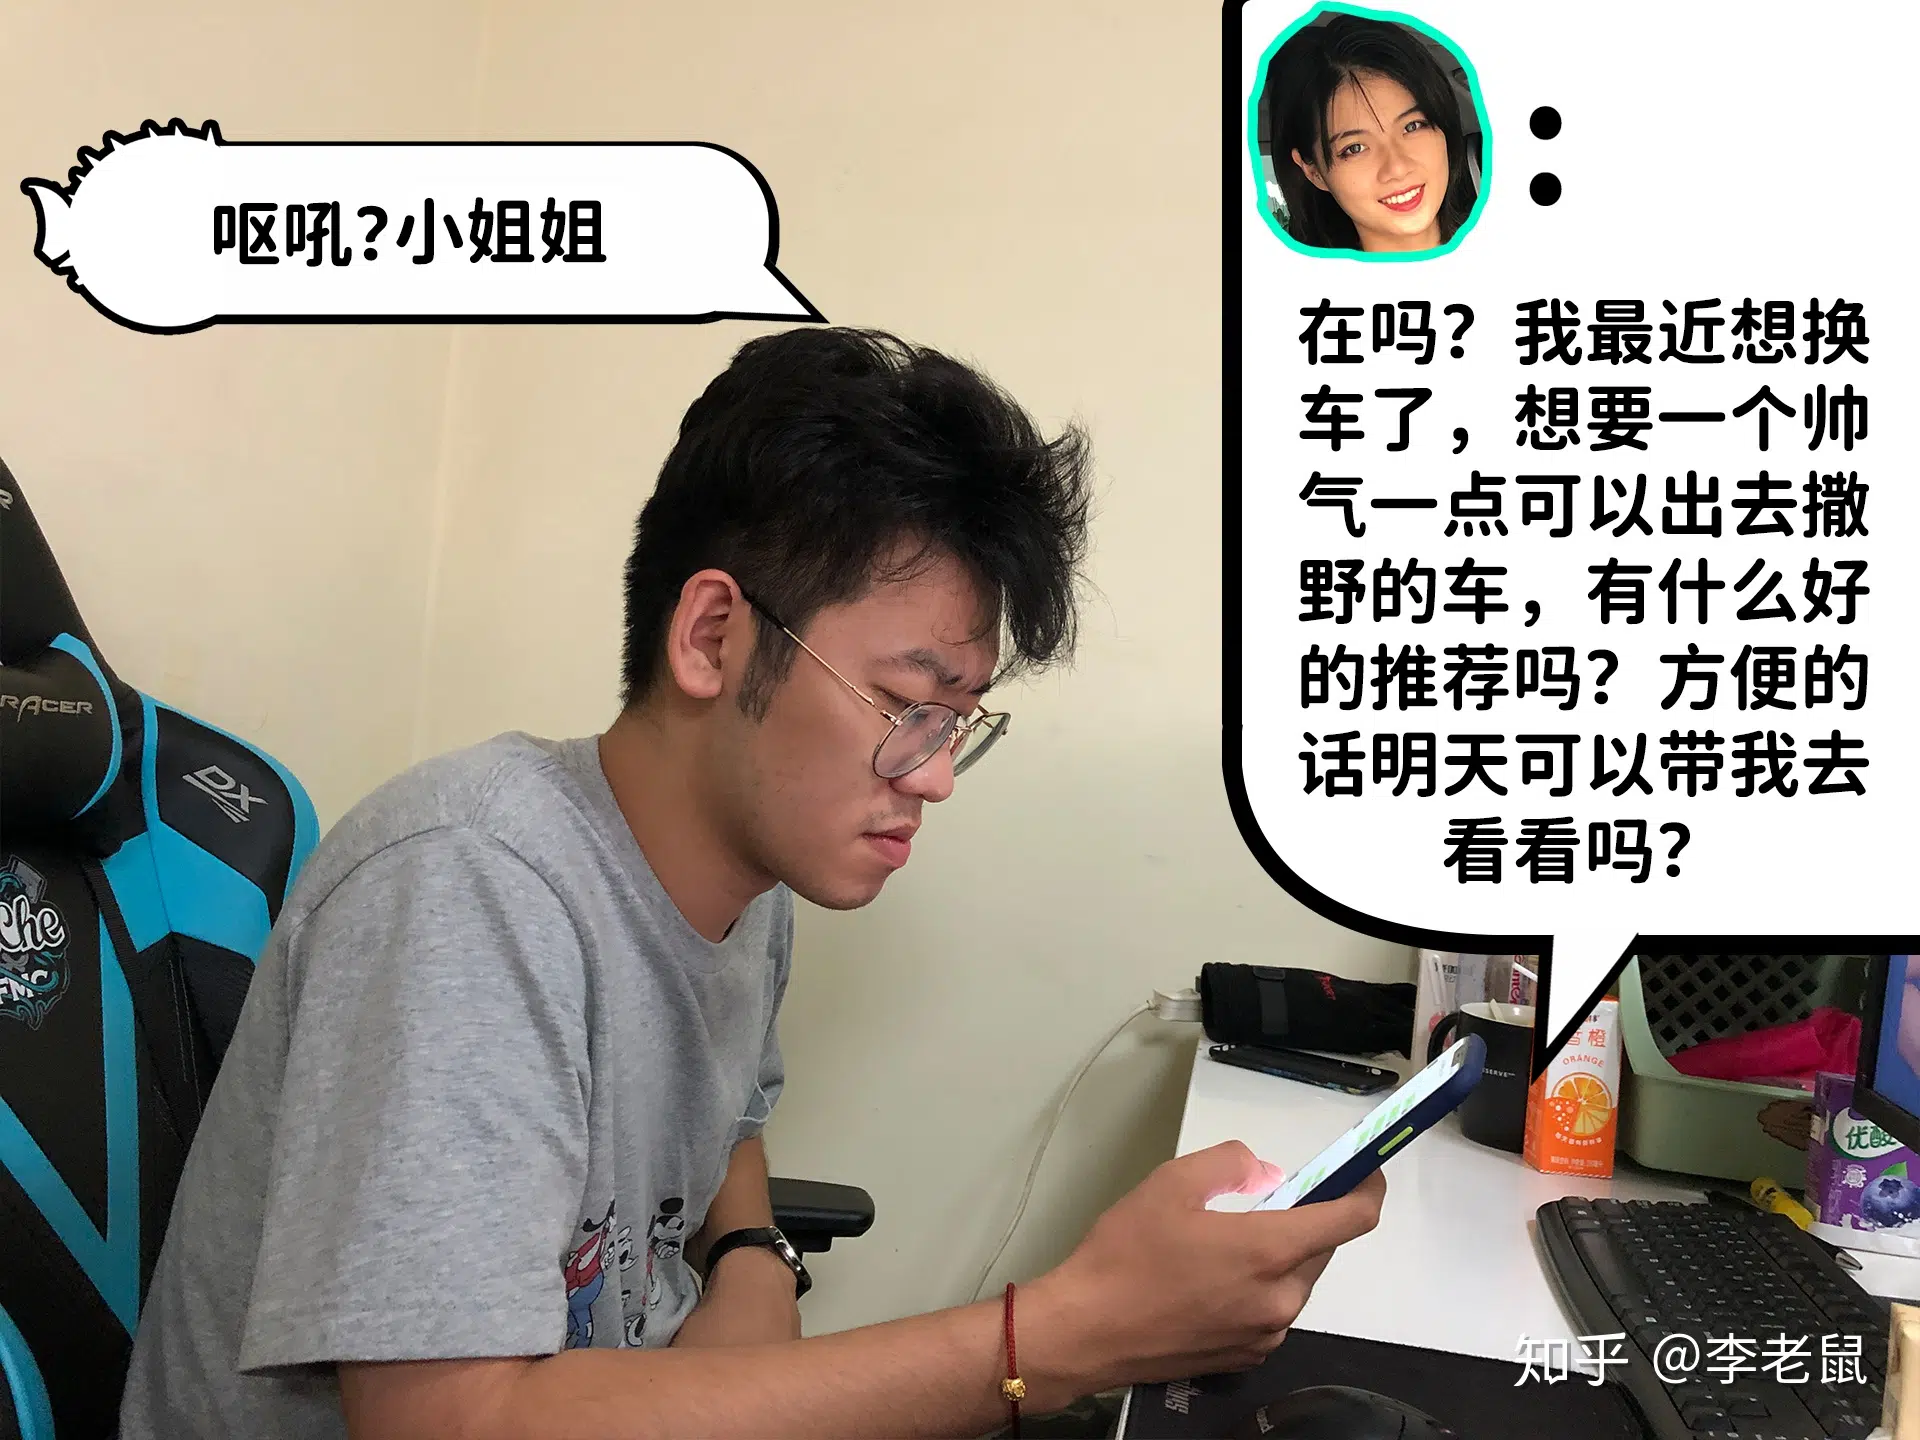 呕吼？小姐姐
：
在吗？我最近想换
车了，想要一个帅
气一点可以出去撒
野的车，有什么好
的推荐吗？方便的
话明天可以带我去
看看吗？
RACER
DX
che
FMC
ORANGE
优酸
知乎 @李老鼠